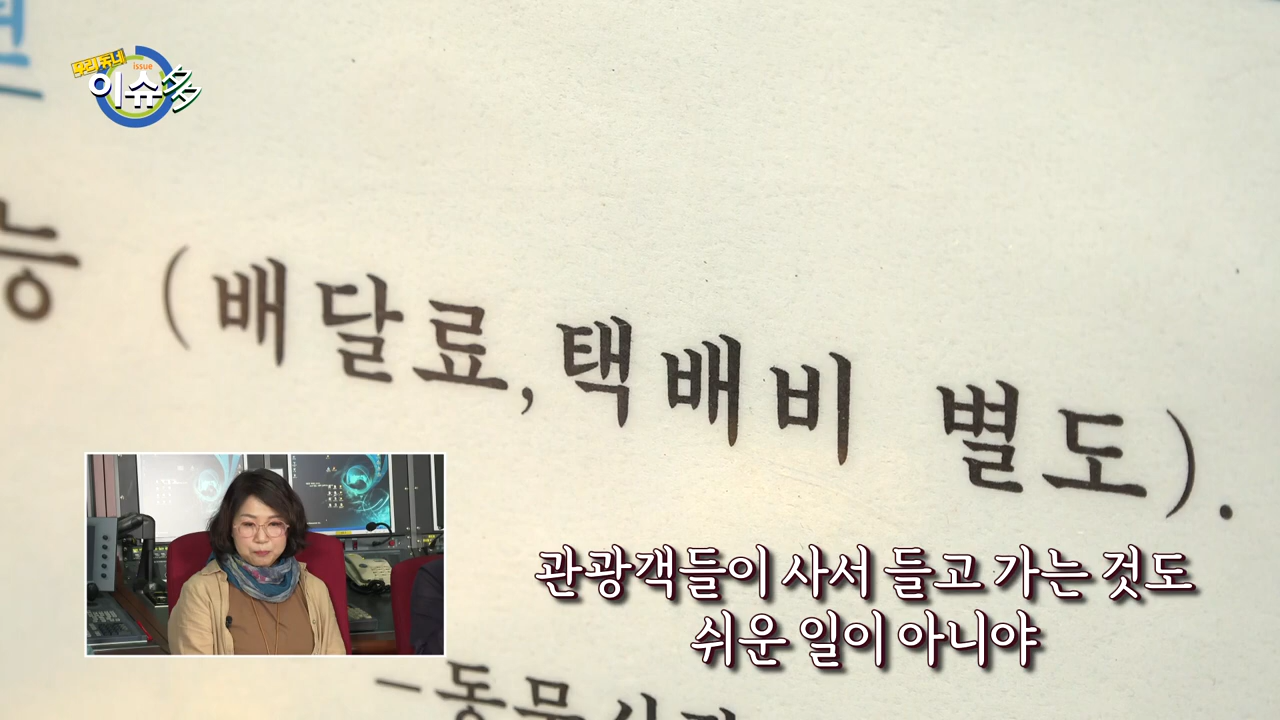 우리 동네
issue
이슈多
능 (배달료,택배비 별도).
관광객들이 사서 들고 가는 것도
쉬운 일이 아니야